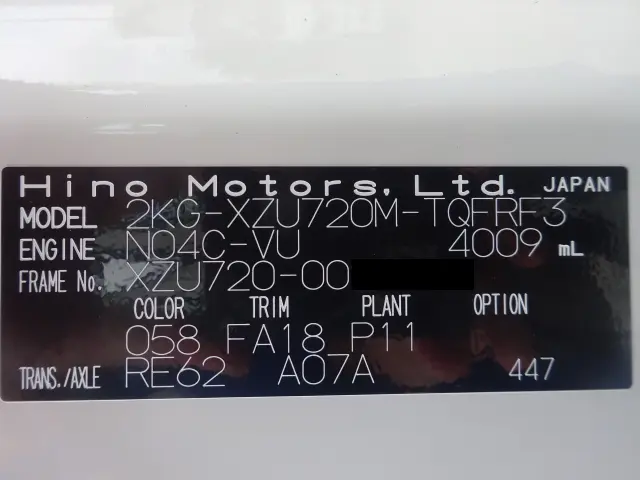 Hino Motors, Ltd. JAPAN
MODEL 2KG-XZU720M-TQFRF3
ENGINE N04C-VU 4009 mL
FRAME No. XZU720-00
COLOR TRIM PLANT OPTION
058 FA18 P11
TRANS./AXLE RE62 A07A 447